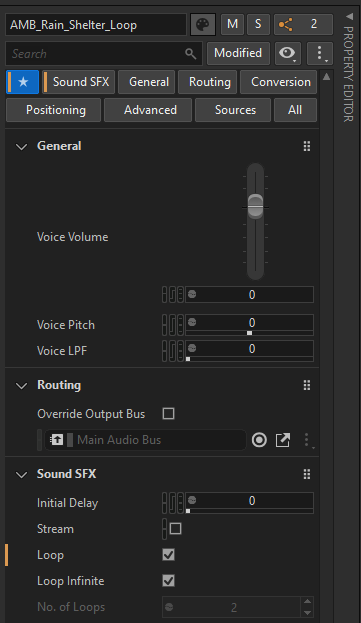 AMB_Rain_Shelter_Loop M S 2
Search Modified
Sound SFX General Routing Conversion
Positioning Advanced Sources All
PROPERTY EDITOR
General
Voice Volume
0
Voice Pitch 0
Voice LPF 0
Routing
Override Output Bus
Main Audio Bus
Sound SFX
Initial Delay 0
Stream
Loop
Loop Infinite
No. of Loops 2